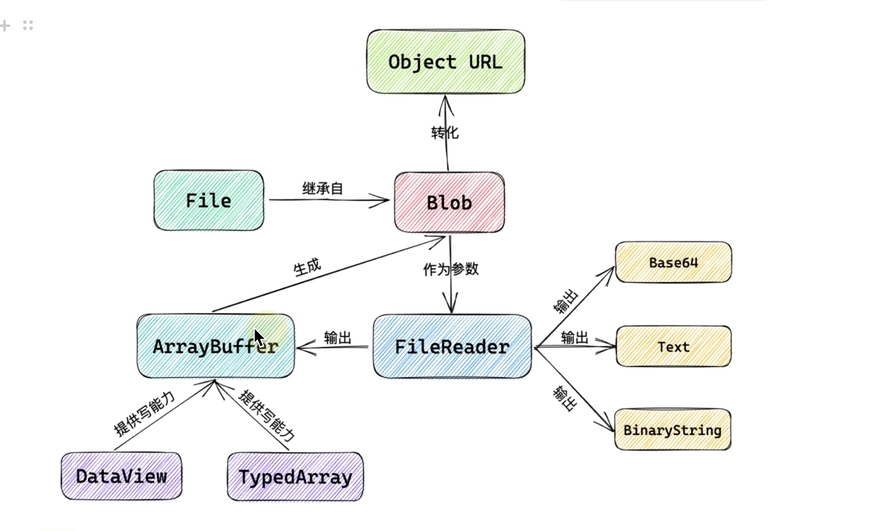 Object URL
转化
File
继承自
Blob
生成
作为参数
Base64
输出
ArrayBuffer
输出
FileReader
输出
Text
输出
BinaryString
提供写能力
提供写能力
DataView
TypedArray